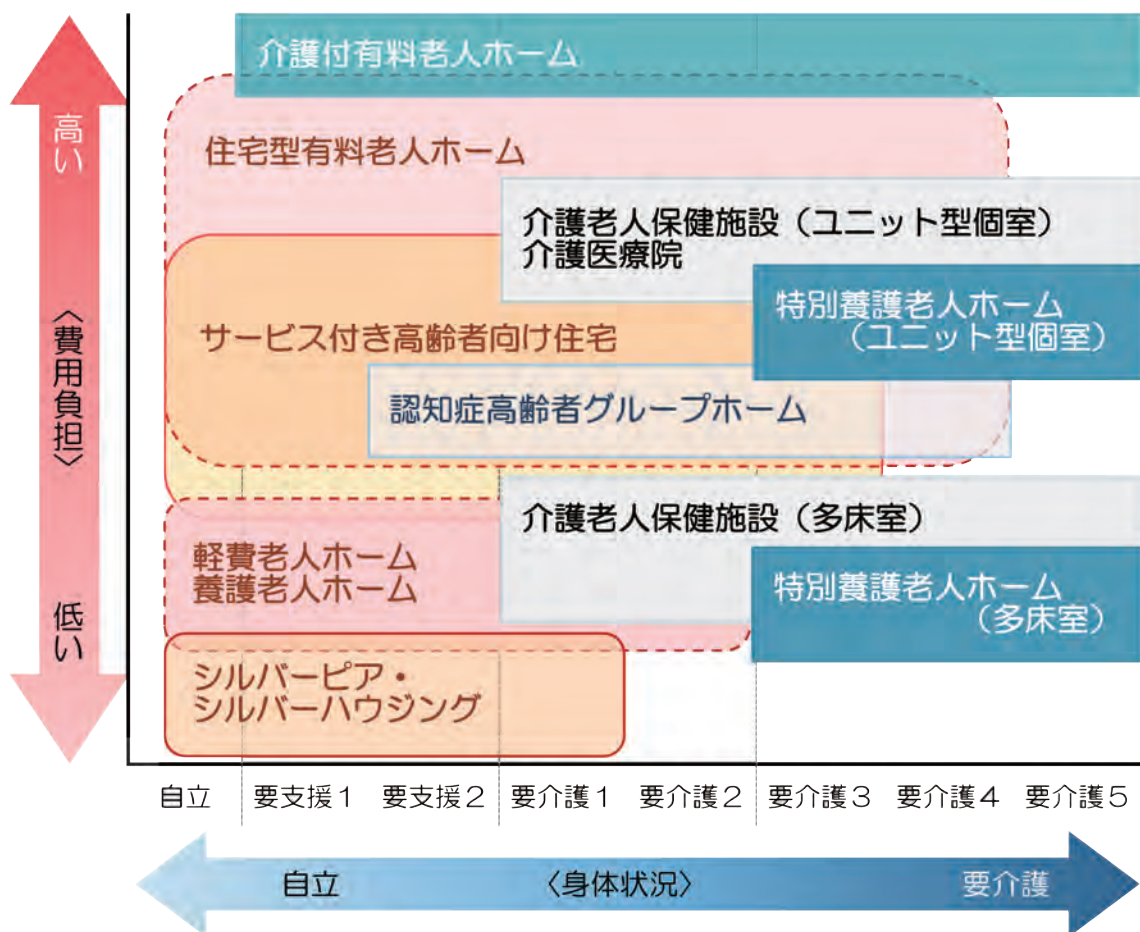 介護付有料老人ホーム
高い
住宅型有料老人ホーム
介護老人保健施設（ユニット型個室）
介護医療院
特別養護老人ホーム
（ユニット型個室）
サービス付き高齢者向け住宅
〈費用負担〉
認知症高齢者グループホーム
介護老人保健施設（多床室）
軽費老人ホーム
養護老人ホーム
特別養護老人ホーム
（多床室）
低い
シルバーピア・
シルバーハウジング
自立 要支援1 要支援2 要介護1 要介護2 要介護3 要介護4 要介護5
自立 〈身体状況〉 要介護